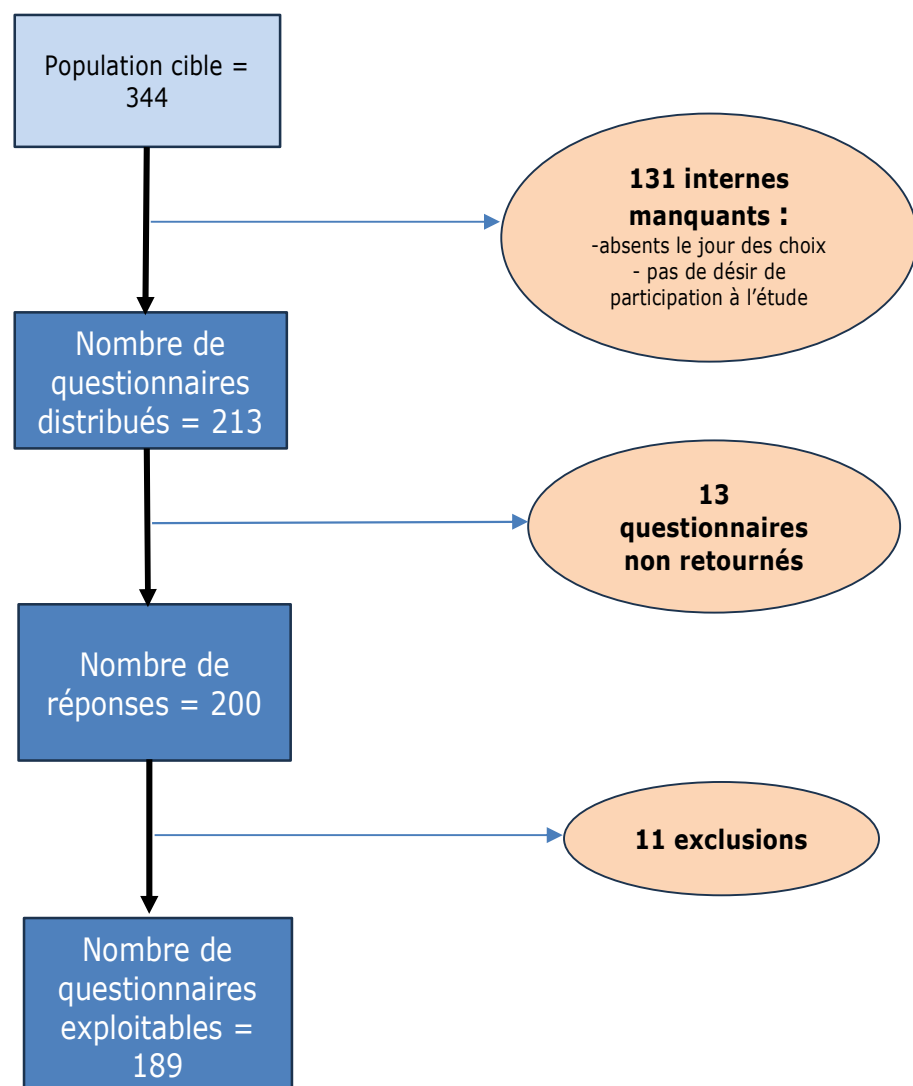 Population cible =
344
131 internes
manquants :
-absents le jour des choix
- pas de désir de
participation à l'étude
Nombre de
questionnaires
distribués = 213
13
questionnaires
non retournés
Nombre de
réponses = 200
11 exclusions
Nombre de
questionnaires
exploitables =
189